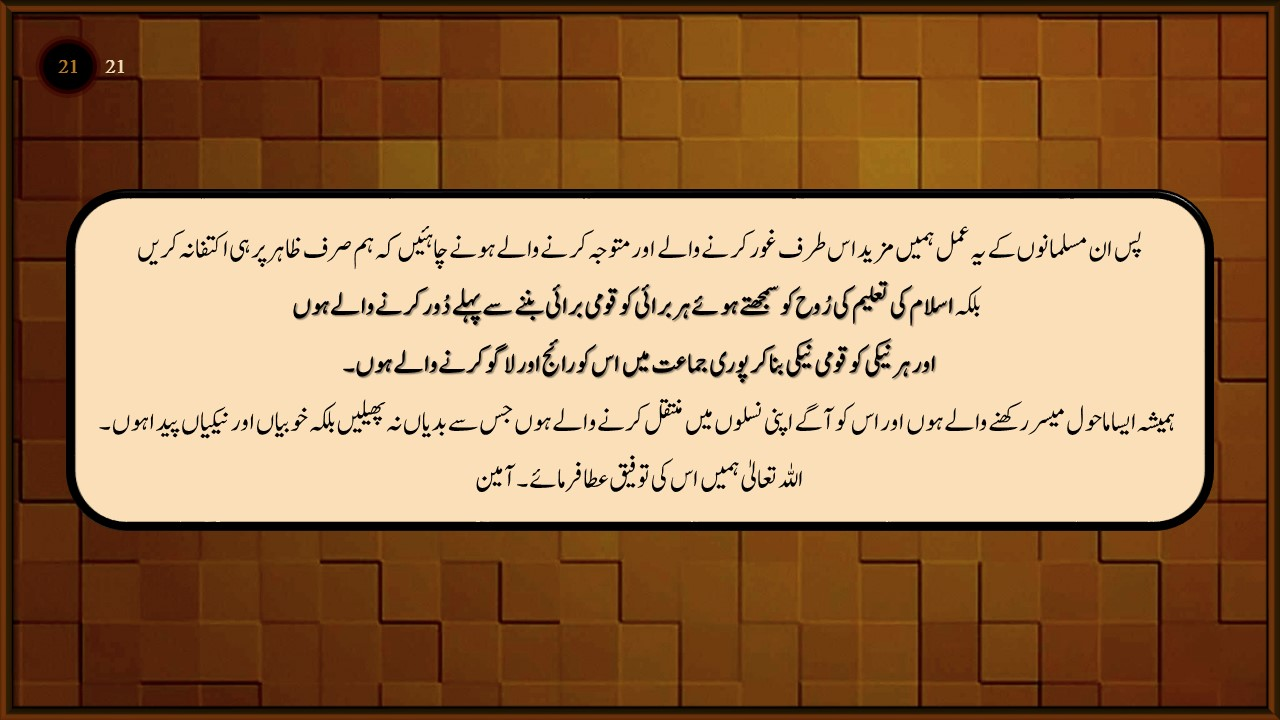 21 21
پس ان مسلمانوں کے یہ عمل ہمیں مزید اس طرف غور کرنے والے اور متوجہ کرنے والے ہونے چاہئیں کہ ہم صرف ظاہر پر ہی اکتفا نہ کریں
بلکہ اسلام کی تعلیم کی رُوح کو سمجھتے ہوئے ہر برائی کو قومی برائی بننے سے پہلے دُور کرنے والے ہوں
اور ہر نیکی کو قومی نیکی بنا کر پوری جماعت میں اس کو رائج اور لاگو کرنے والے ہوں۔
ہمیشہ ایسا ماحول میسر رکھنے والے ہوں اور اس کو آگے اپنی نسلوں میں منتقل کرنے والے ہوں جس سے بدیاں نہ پھیلیں بلکہ خوبیاں اور نیکیاں پیدا ہوں۔
اللہ تعالیٰ ہمیں اس کی توفیق عطا فرمائے۔ آمین